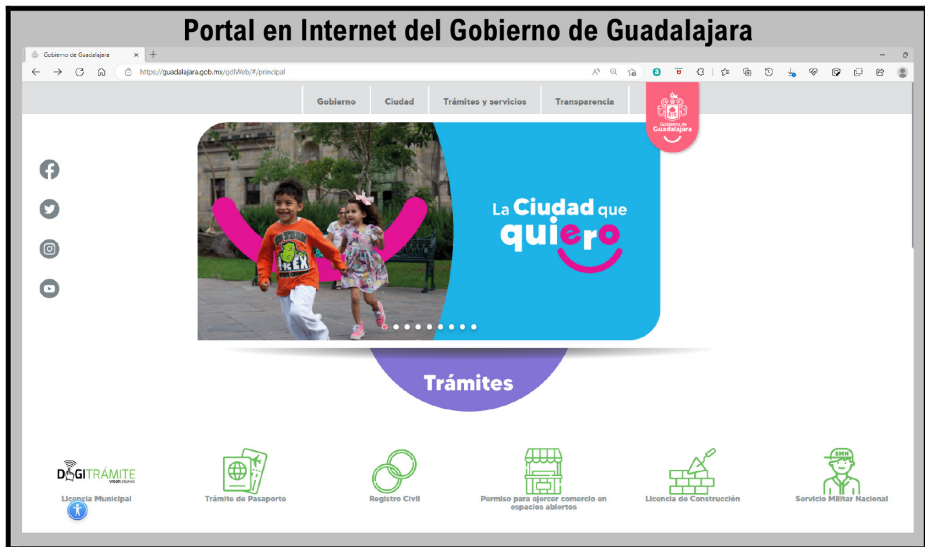 Portal en Internet del Gobierno de Guadalajara
Gobierno de Guadalajara
https://guadalajara.gob.mx/gdlWeb/#/principal
Gobierno Ciudad Trámites y servicios Transparencia
Gobierno de
Guadalajara
La Ciudad que
quiero
REX
Trámites
DIGITRÁMITE
Licencia Municipal
Trámite de Pasaporte
Registro Civil
Permiso para ejercer comercio en
espacios abiertos
Licencia de Construcción
SMN
Servicio Militar Nacional